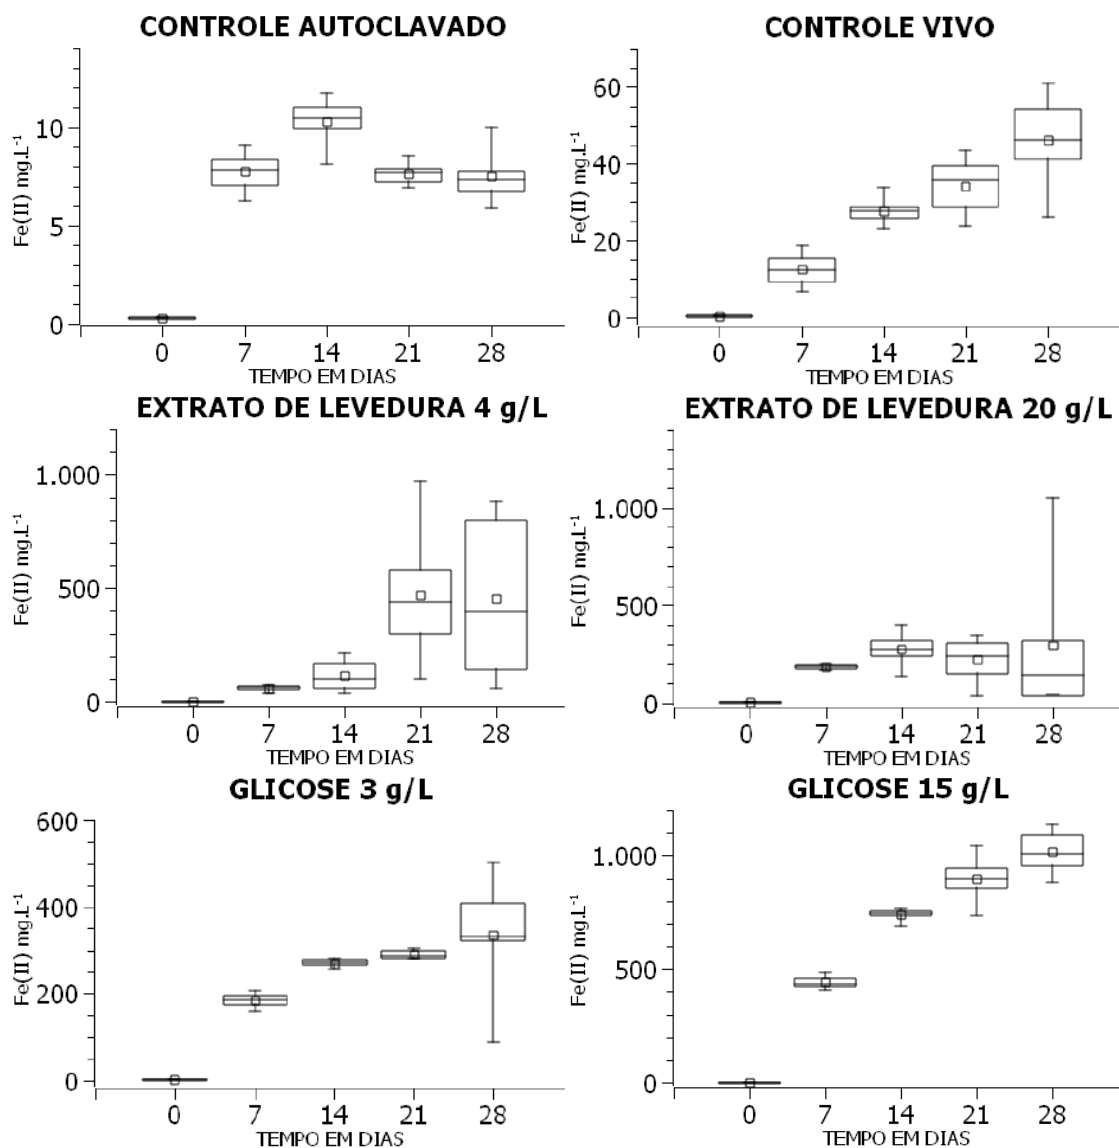 CONTROLE AUTOCLAVADO
Fe(II) mg.L-1
10
5
0
0 7 14 21 28
TEMPO EM DIAS
CONTROLE VIVO
Fe(II) mg.L-1
60
40
20
0
0 7 14 21 28
TEMPO EM DIAS
EXTRATO DE LEVEDURA 4 g/L
Fe(II) mg.L-1
1.000
500
0
0 7 14 21 28
TEMPO EM DIAS
EXTRATO DE LEVEDURA 20 g/L
Fe(II) mg.L-1
1.000
500
0
0 7 14 21 28
TEMPO EM DIAS
GLICOSE 3 g/L
Fe(II) mg.L-1
600
400
200
0
0 7 14 21 28
TEMPO EM DIAS
GLICOSE 15 g/L
Fe(II) mg.L-1
1.000
500
0
0 7 14 21 28
TEMPO EM DIAS